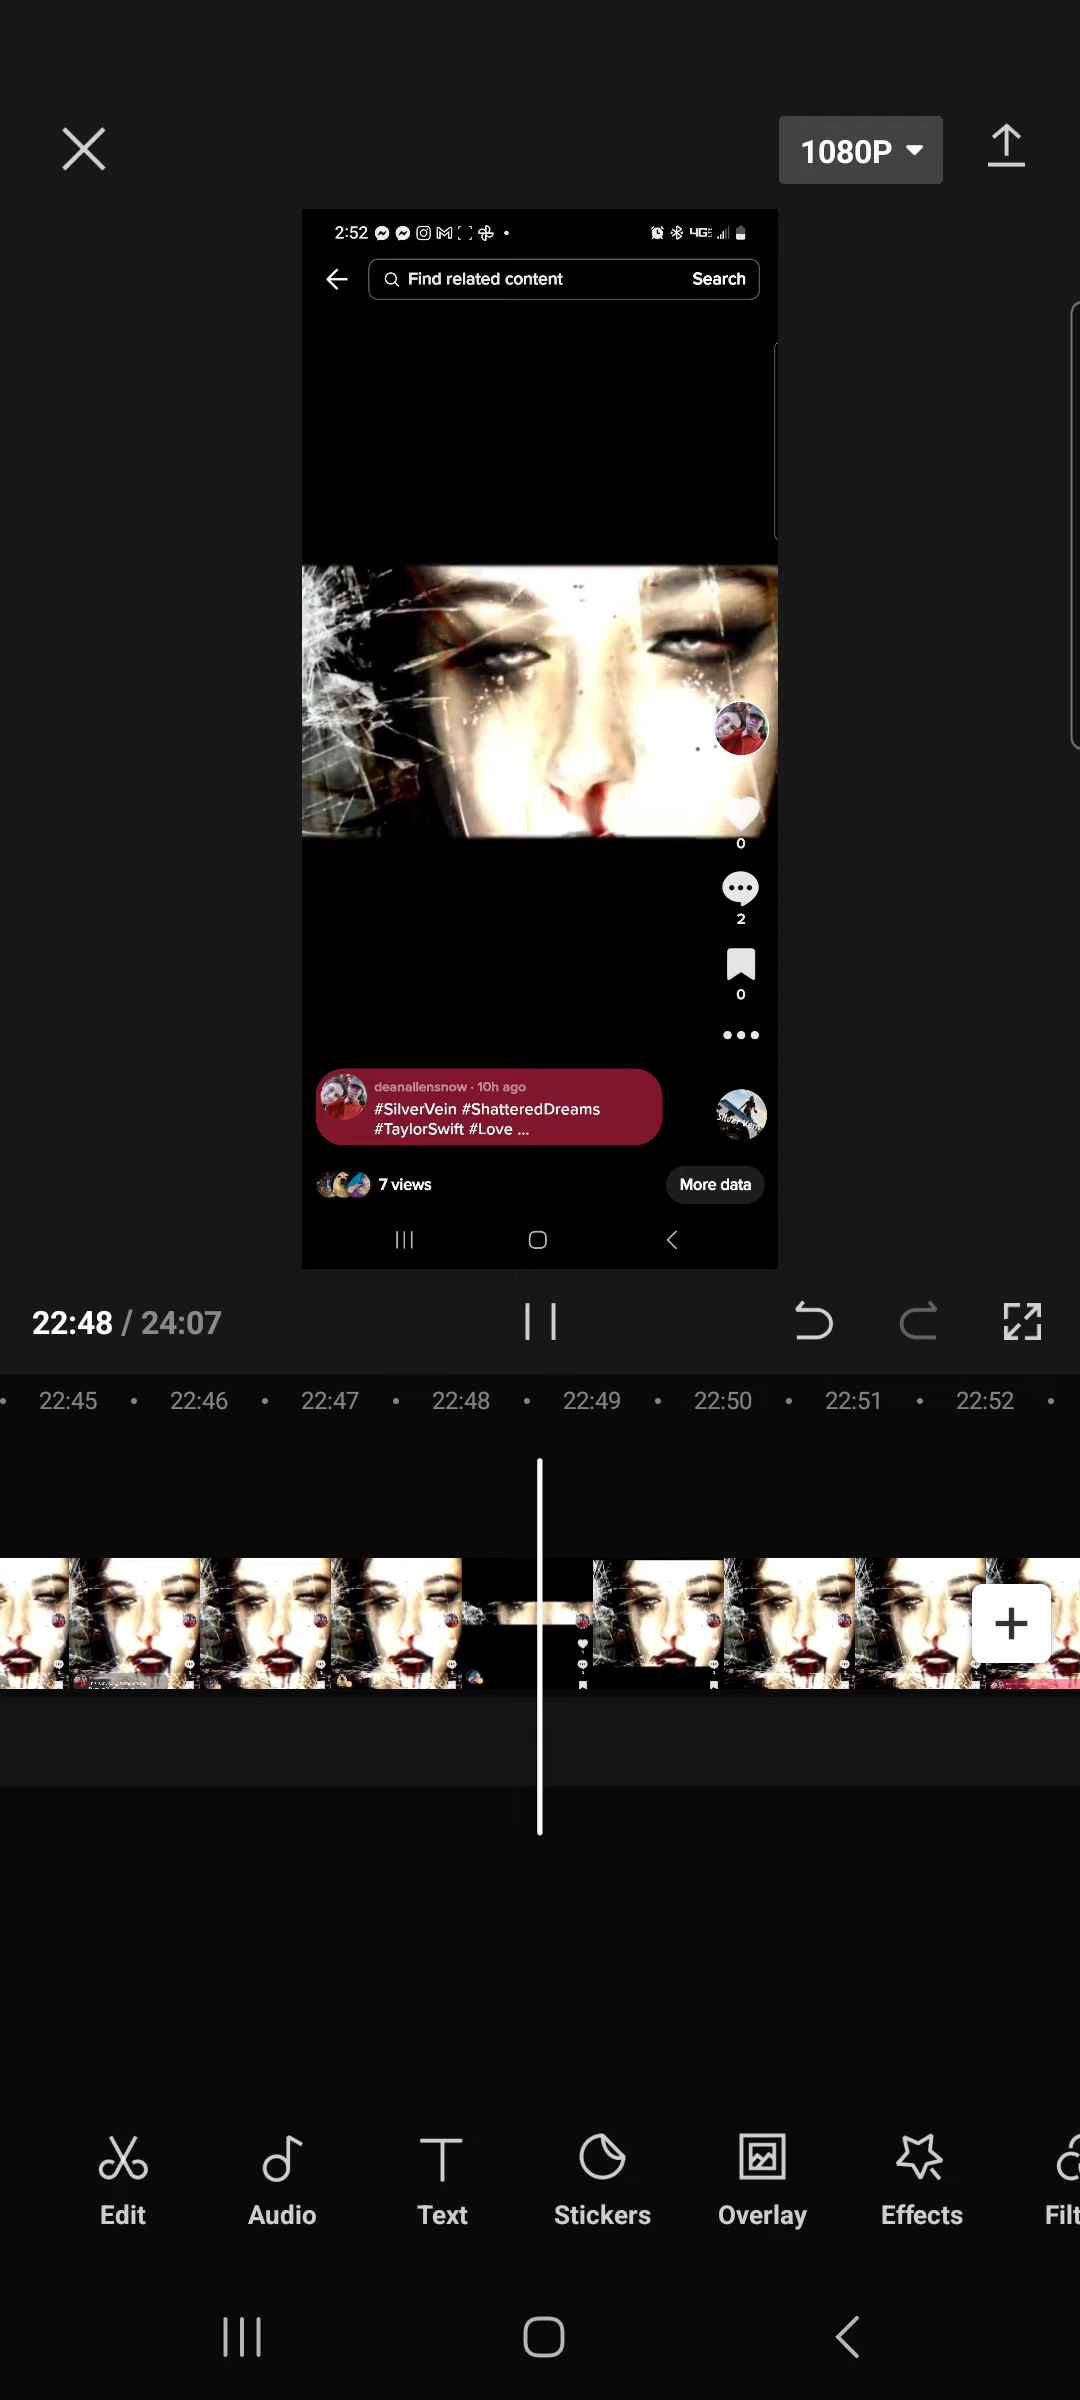 1080P
2:52 4G
Find related content Search
0
2
0
deanallensnow · 10h ago
#SilverVein #ShatteredDreams
#TaylorSwift #Love ...
7 views More data
22:48 / 24:07
22:45 22:46 22:47 22:48 22:49 22:50 22:51 22:52
Edit Audio Text Stickers Overlay Effects Filt